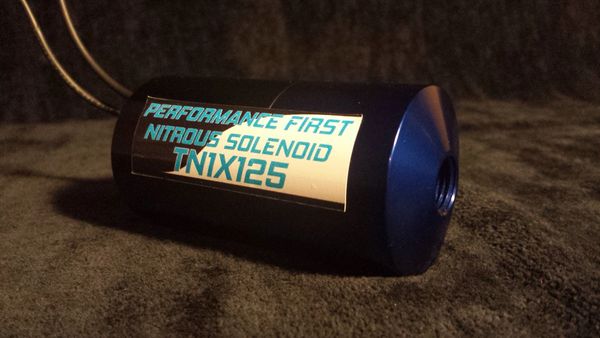 PERFORMANCE FIRST
NITROUS SOLENOID
TN1X125